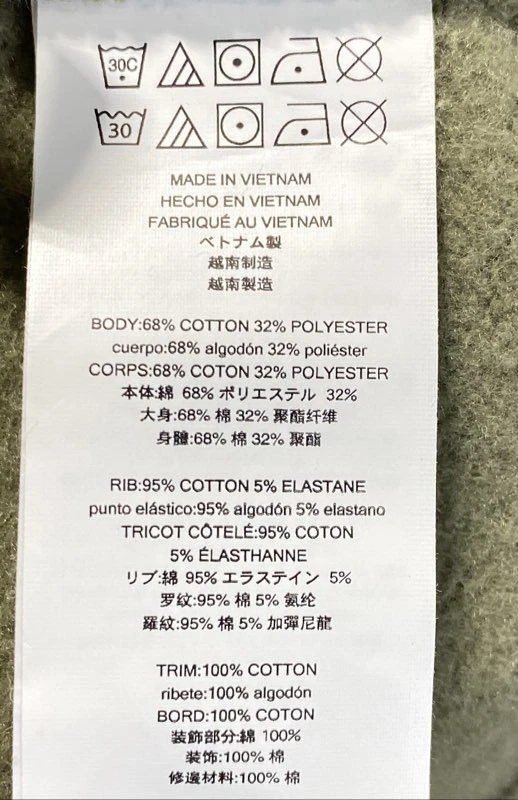 30C
30
MADE IN VIETNAM
HECHO EN VIETNAM
FABRIQUÉ AU VIETNAM
ベトナム製
越南制造
越南製造
BODY:68% COTTON 32% POLYESTER
cuerpo:68% algodón 32% poliéster
CORPS:68% COTON 32% POLYESTER
本体:綿 68% ポリエステル 32%
大身:68% 棉 32% 聚酯纤维
身體:68% 棉 32% 聚酯
RIB:95% COTTON 5% ELASTANE
punto elástico:95% algodón 5% elastano
TRICOT CÔTELÉ:95% COTON
5% ÉLASTHANNE
リブ:綿 95% エラステイン 5%
罗纹:95% 棉 5% 氨纶
羅紋:95% 棉 5% 加彈尼龍
TRIM:100% COTTON
ribete:100% algodón
BORD:100% COTON
装飾部分:綿 100%
装饰:100% 棉
修邊材料:100% 棉